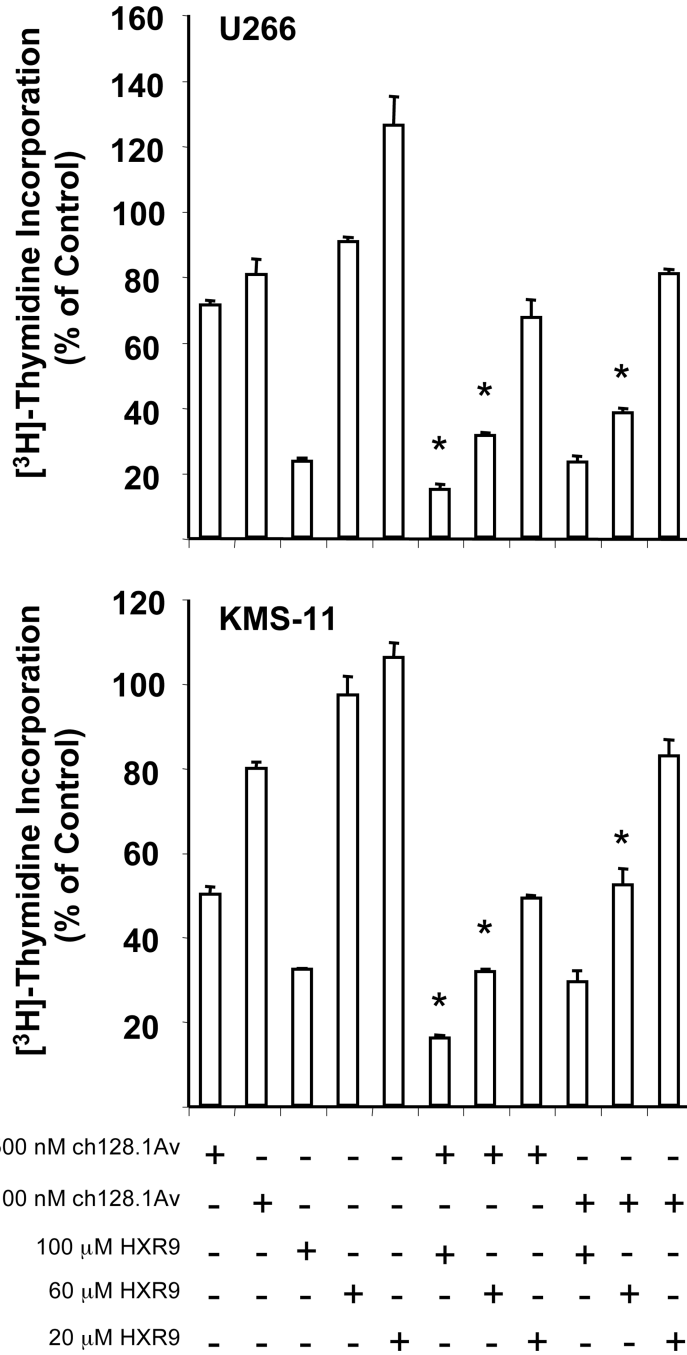 U266
[³H]-Thymidine Incorporation
(% of Control)
160
140
120
100
80
60
40
20
* * *
KMS-11
[³H]-Thymidine Incorporation
(% of Control)
120
100
80
60
40
20
* * *
00 nM ch128.1Av + - - - - + + + - - -
00 nM ch128.1Av - + - - - - - - + + +
100 μM HXR9 - - + - - + - - + - -
60 μM HXR9 - - - + - - + - - + -
20 μM HXR9 - - - - + - - + - - +